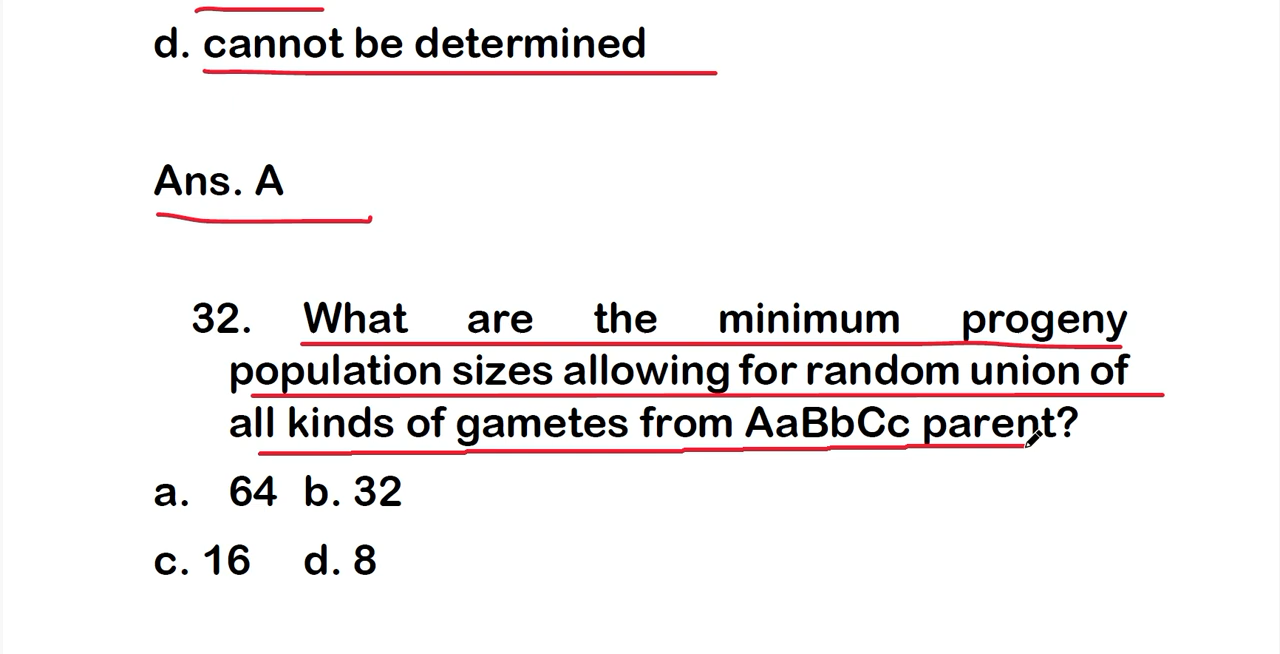 d. cannot be determined
Ans. A
32. What are the minimum progeny
population sizes allowing for random union of
all kinds of gametes from AaBbCc parent?
a. 64 b. 32
c. 16 d. 8